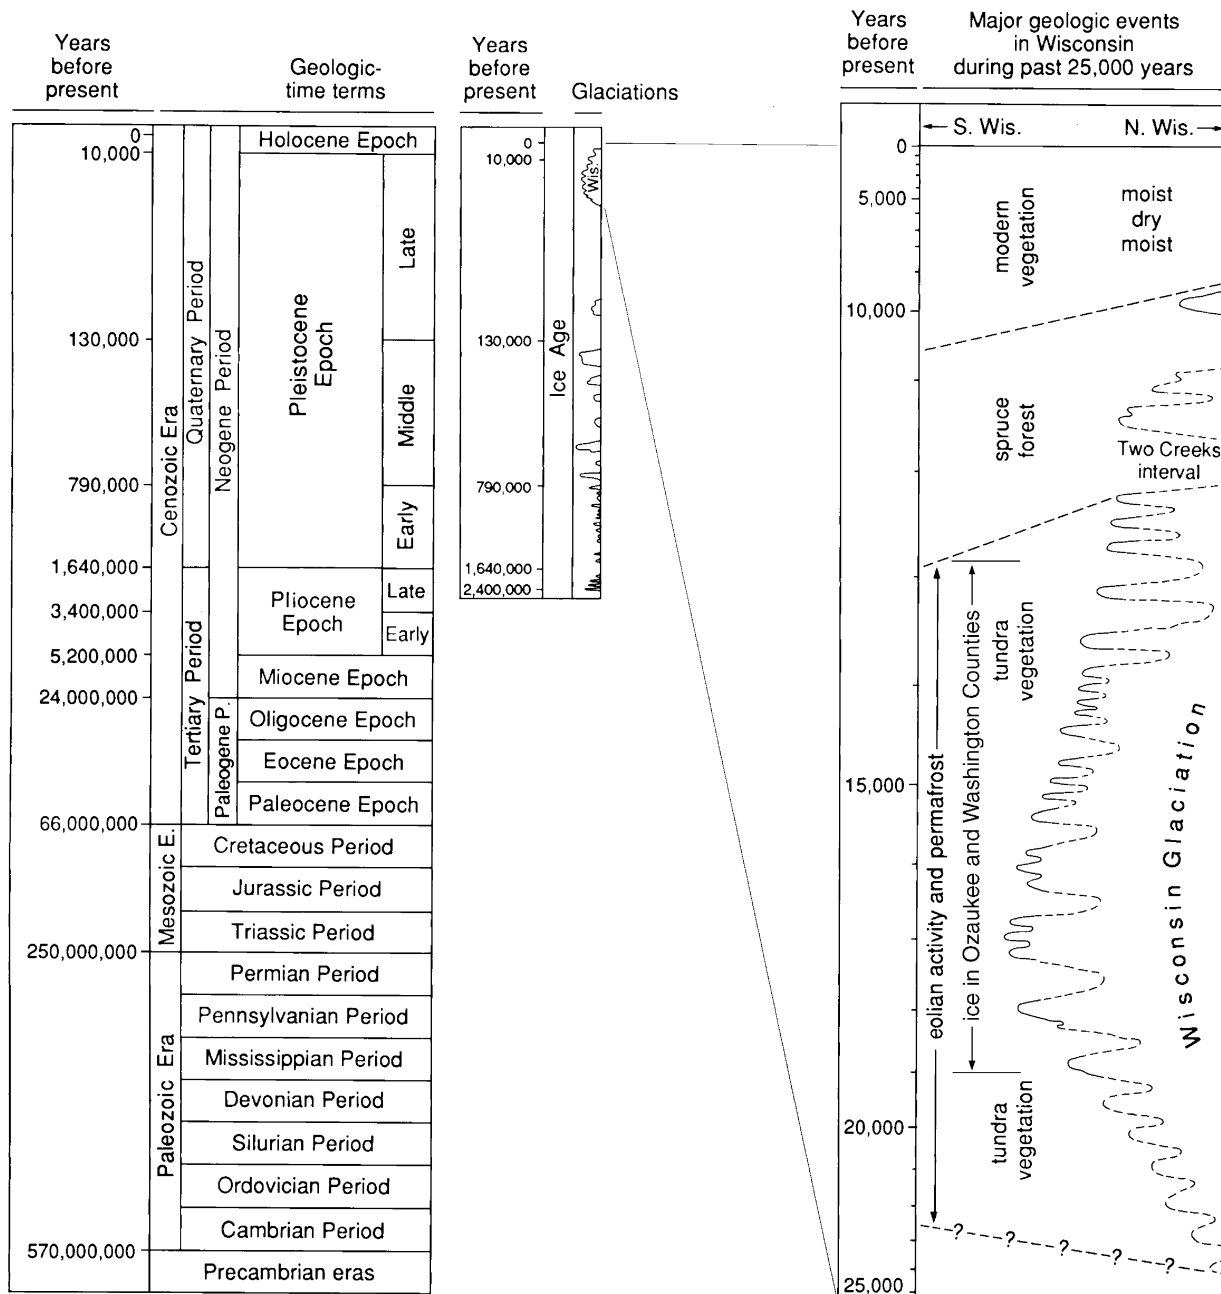 Years
before
present
Geologic-
time terms
0
10,000
130,000
790,000
1,640,000
3,400,000
5,200,000
24,000,000
66,000,000
250,000,000
570,000,000
Cenozoic Era
Mesozoic E.
Paleozoic Era
Quaternary Period
Tertiary Period
Neogene Period
Paleogene P.
Holocene Epoch
Pleistocene
Epoch
Late
Middle
Early
Pliocene
Epoch
Late
Early
Miocene Epoch
Oligocene Epoch
Eocene Epoch
Paleocene Epoch
Cretaceous Period
Jurassic Period
Triassic Period
Permian Period
Pennsylvanian Period
Mississippian Period
Devonian Period
Silurian Period
Ordovician Period
Cambrian Period
Precambrian eras
Years
before
present
Glaciations
0
10,000
130,000
790,000
1,640,000
2,400,000
Ice Age
Wis.
Years
before
present
Major geologic events
in Wisconsin
during past 25,000 years
S. Wis.
N. Wis.
0
5,000
10,000
15,000
20,000
25,000
modern
vegetation
moist
dry
moist
spruce
forest
Two Creeks
interval
eolian activity and permafrost
ice in Ozaukee and Washington Counties
tundra
vegetation
Wisconsin Glaciation
tundra
vegetation
? ? ? ? ?